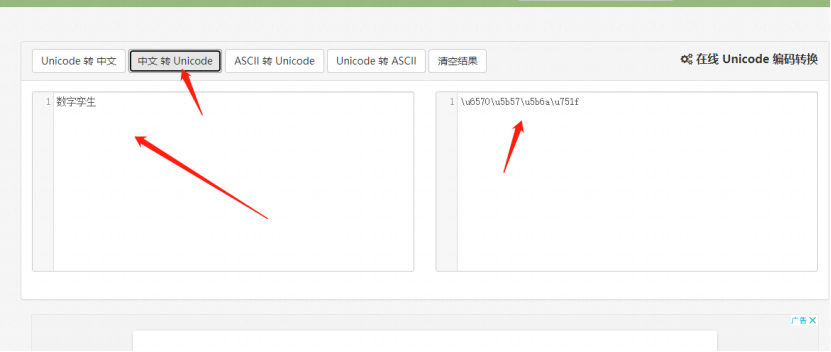 Unicode 转 中文 中文 转 Unicode ASCII 转 Unicode Unicode 转 ASCII 清空结果 在线 Unicode 编码转换
1 数字孪生
1 \u6570\u5b57\u5b6a\u751f
广告